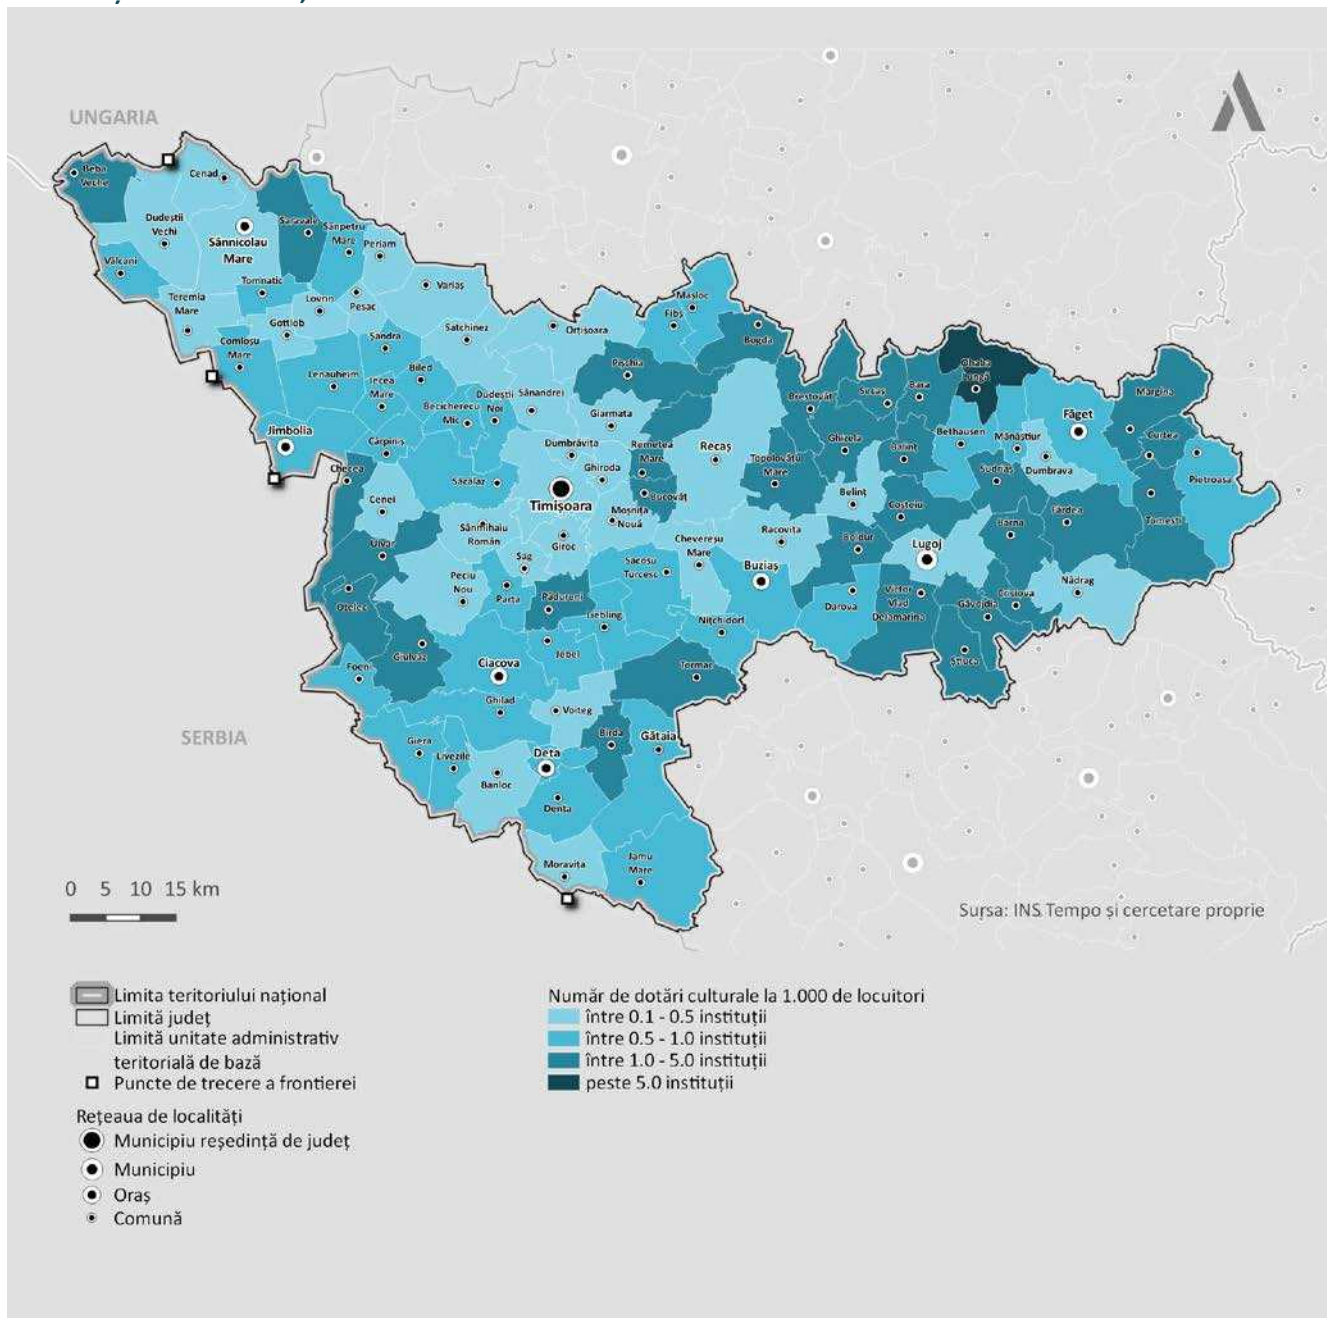 UNGARIA
Beba
Veche
Cenad
Dudeștii
Vechi
Sânnicolau
Mare
Saravale
Sânpetru
Mare
Periam
Vălcani
Tomnatic
Variaș
Teremia
Mare
Lovrin
Pesac
Gottlob
Satchinez
Orțișoara
Mașloc
Fibș
Bogda
Comloșu
Mare
Șandra
Lenauheim
Biled
Iecea
Mare
Pischia
Becicherecu
Mic
Dudeștii
Noi
Sânandrei
Giarmata
Brestovăț
Secaș
Bara
Ohaba
Lungă
Margina
Făget
Curtea
Jimbolia
Cărpiniș
Dumbrăvița
Remetea
Mare
Recaș
Ghizela
Balinț
Bethausen
Mănăștiur
Dumbrava
Pietroasa
Checea
Cenei
Săcălaz
Ghiroda
Timișoara
Bucovăț
Topolovățu
Mare
Belinț
Sudriaș
Coșteiu
Fârdea
Tomești
Sânmihaiu
Român
Moșnița
Nouă
Giroc
Chevereșu
Mare
Racovița
Boldur
Lugoj
Bârna
Uivar
Șag
Peciu
Nou
Parța
Pădureni
Sacoșu
Turcesc
Buziaș
Darova
Victor
Vlad
Delamarina
Găvojdia
Criciova
Nădrag
Otelec
Liebling
Nițchidorf
Știuca
Foeni
Giulvăz
Ciacova
Jebel
Tormac
Ghilad
Voiteg
SERBIA
Giera
Livezile
Banloc
Deta
Birda
Gătaia
Denta
Moravița
Jamu
Mare
0 5 10 15 km
Sursa: INS Tempo și cercetare proprie
Limita teritoriului național
Limită județ
Limită unitate administrativ
teritorială de bază
Puncte de trecere a frontierei
Rețeaua de localități
Municipiu reședință de județ
Municipiu
Oraș
Comună
Număr de dotări culturale la 1.000 de locuitori
între 0.1 - 0.5 instituții
între 0.5 - 1.0 instituții
între 1.0 - 5.0 instituții
peste 5.0 instituții